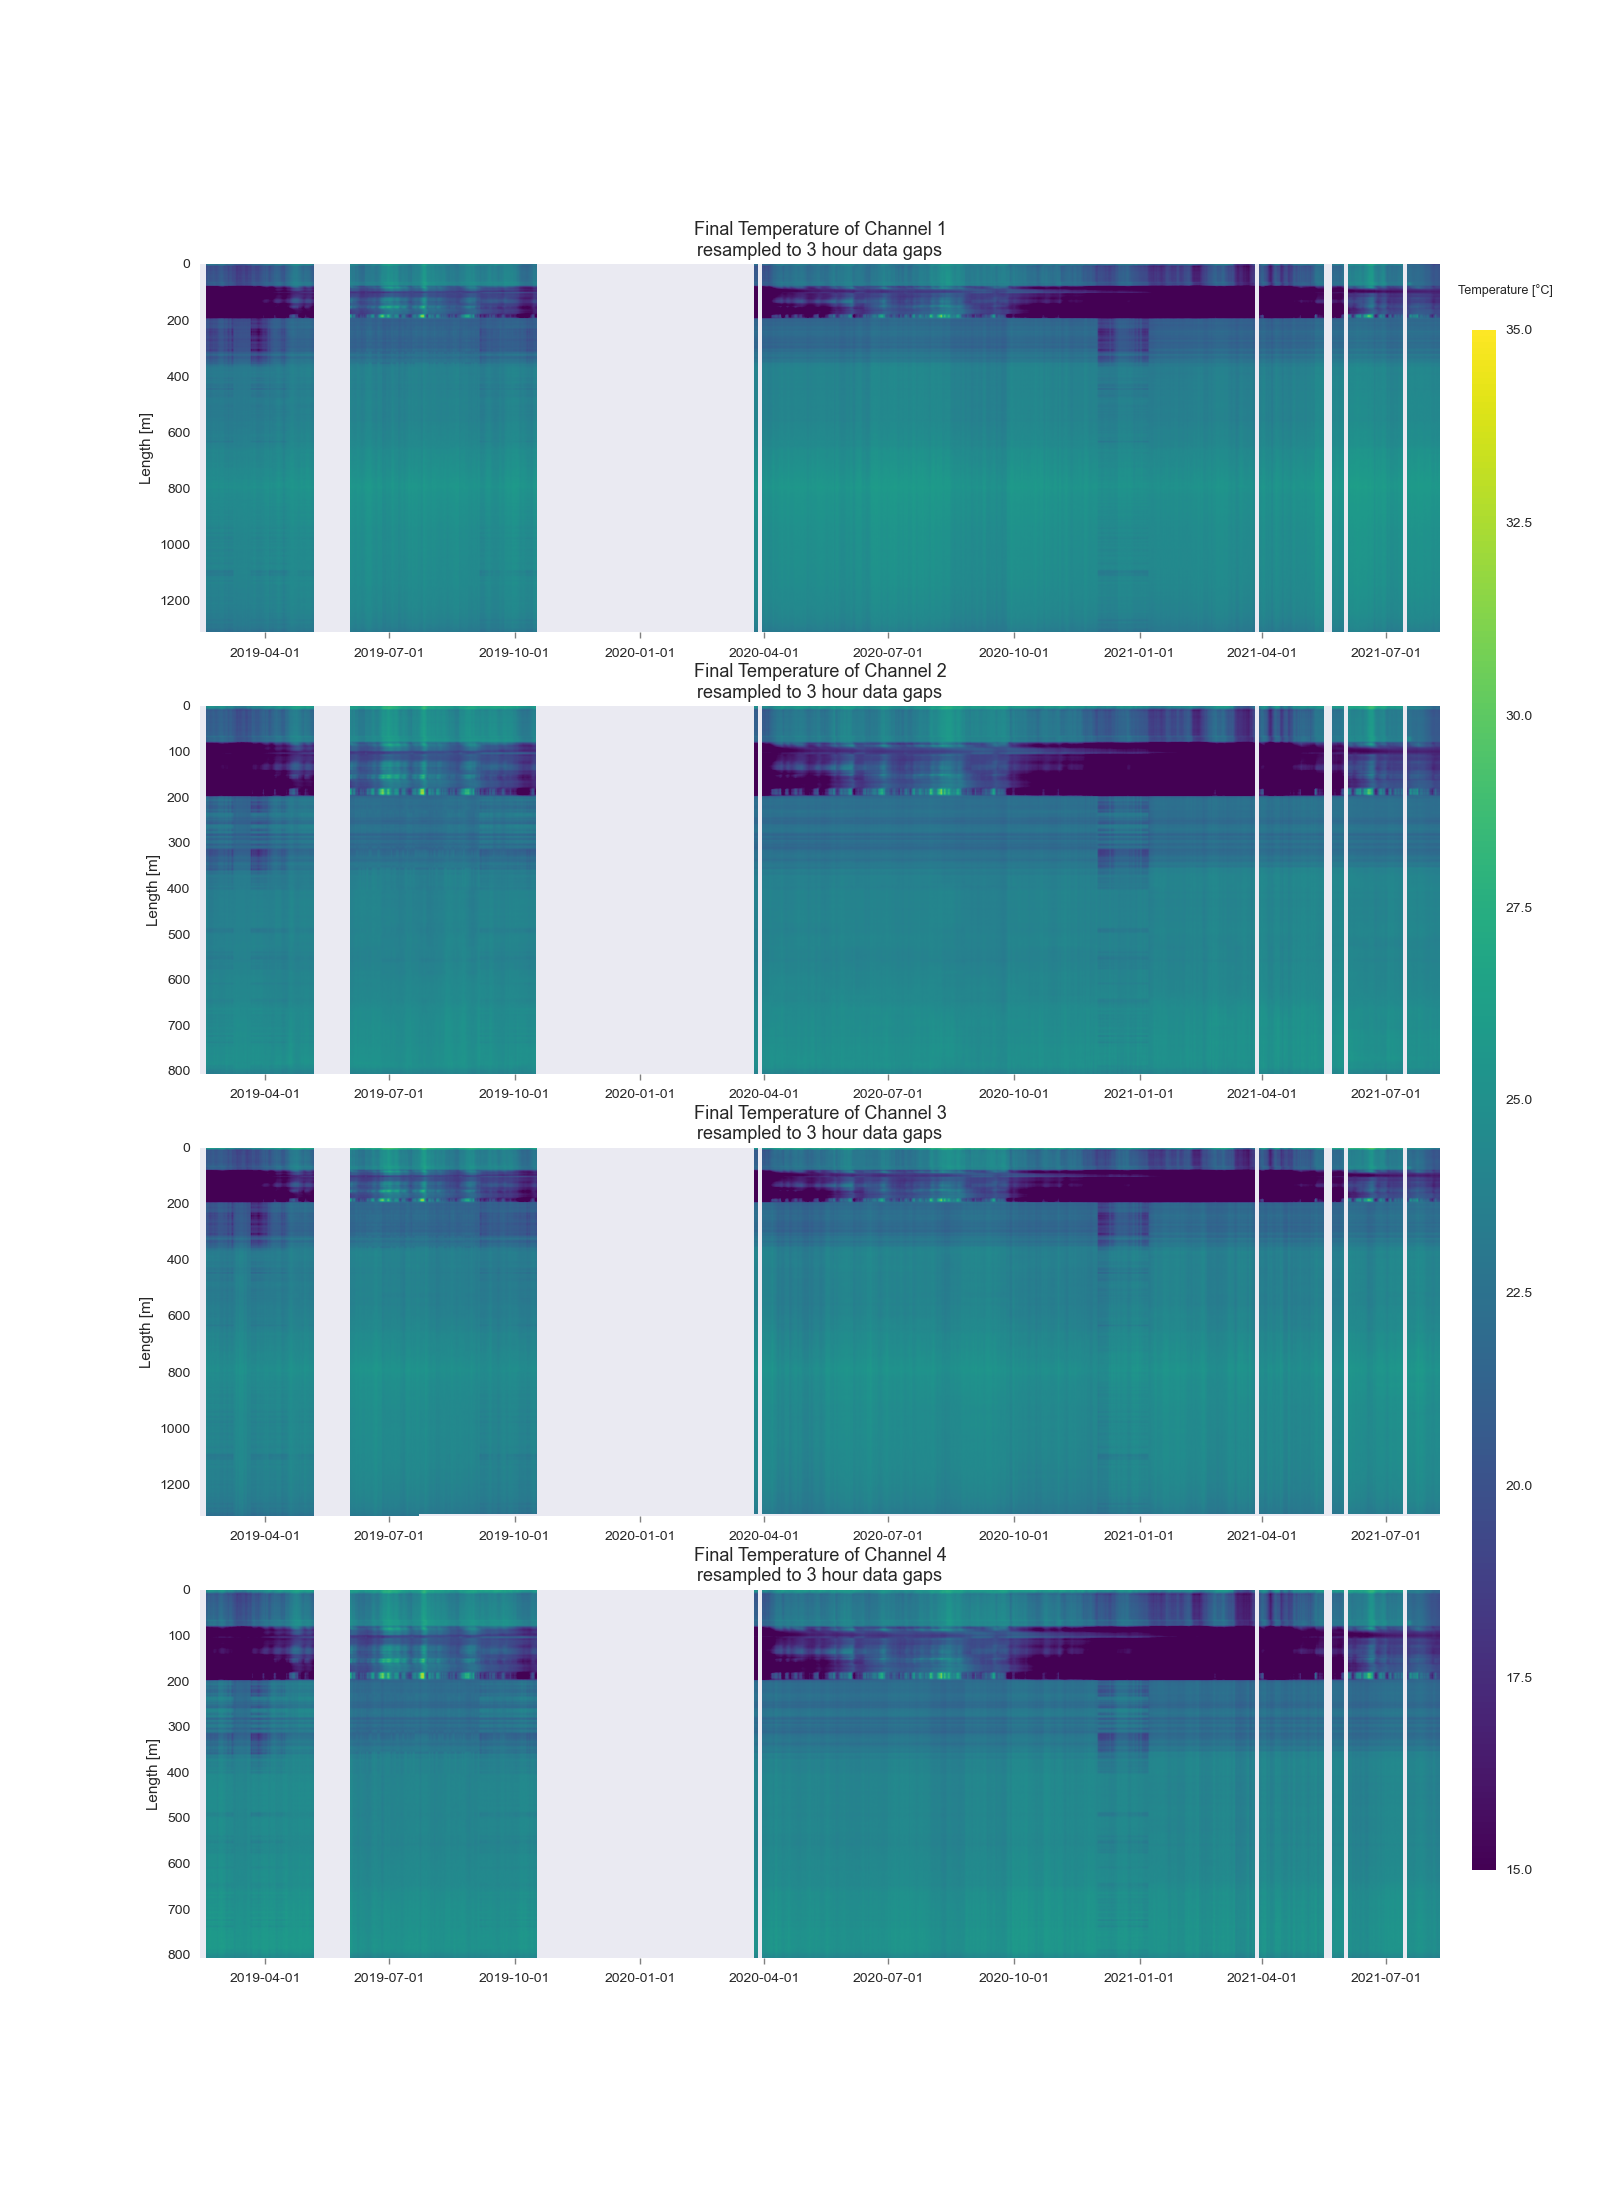 Final Temperature of Channel 1
resampled to 3 hour data gaps
Temperature [°C]
0
200
400
600
800
1000
1200
Length [m]
2019-04-01 2019-07-01 2019-10-01 2020-01-01 2020-04-01 2020-07-01 2020-10-01 2021-01-01 2021-04-01 2021-07-01
Final Temperature of Channel 2
resampled to 3 hour data gaps
0
100
200
300
400
500
600
700
800
Length [m]
2019-04-01 2019-07-01 2019-10-01 2020-01-01 2020-04-01 2020-07-01 2020-10-01 2021-01-01 2021-04-01 2021-07-01
Final Temperature of Channel 3
resampled to 3 hour data gaps
0
200
400
600
800
1000
1200
Length [m]
2019-04-01 2019-07-01 2019-10-01 2020-01-01 2020-04-01 2020-07-01 2020-10-01 2021-01-01 2021-04-01 2021-07-01
Final Temperature of Channel 4
resampled to 3 hour data gaps
0
100
200
300
400
500
600
700
800
Length [m]
2019-04-01 2019-07-01 2019-10-01 2020-01-01 2020-04-01 2020-07-01 2020-10-01 2021-01-01 2021-04-01 2021-07-01
35.0
32.5
30.0
27.5
25.0
22.5
20.0
17.5
15.0